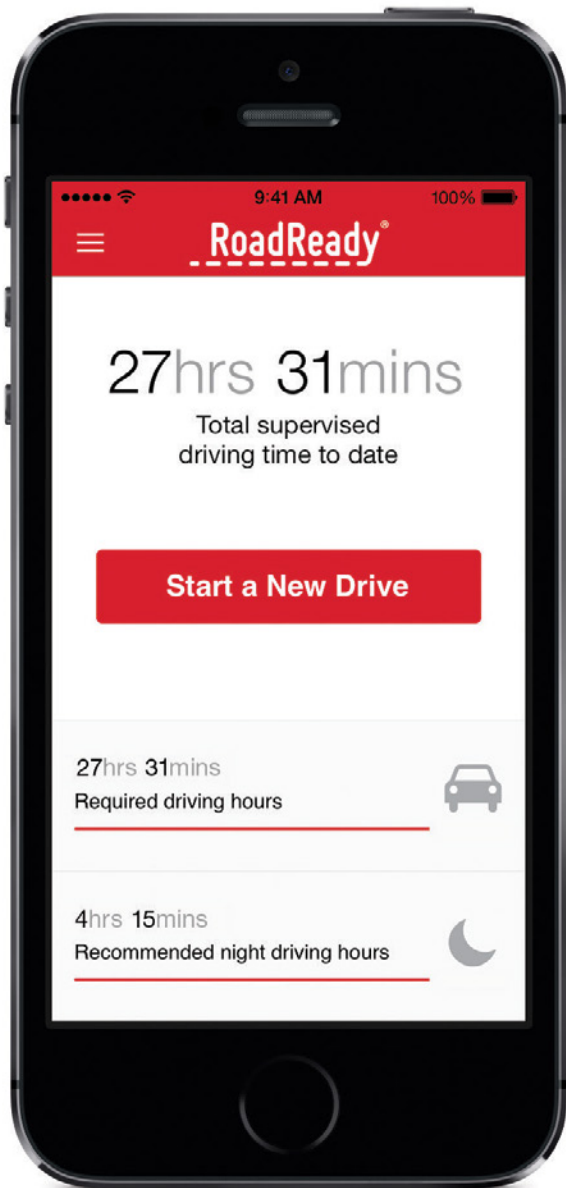 9:41 AM
100%
RoadReady®
27hrs 31mins
Total supervised
driving time to date
Start a New Drive
27hrs 31mins
Required driving hours
4hrs 15mins
Recommended night driving hours